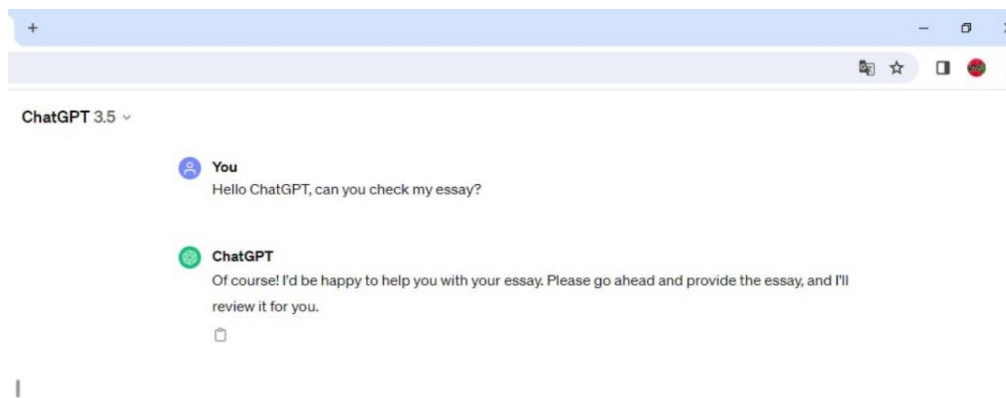 ChatGPT 3.5
You
Hello ChatGPT, can you check my essay?
ChatGPT
Of course! I'd be happy to help you with your essay. Please go ahead and provide the essay, and I'll
review it for you.